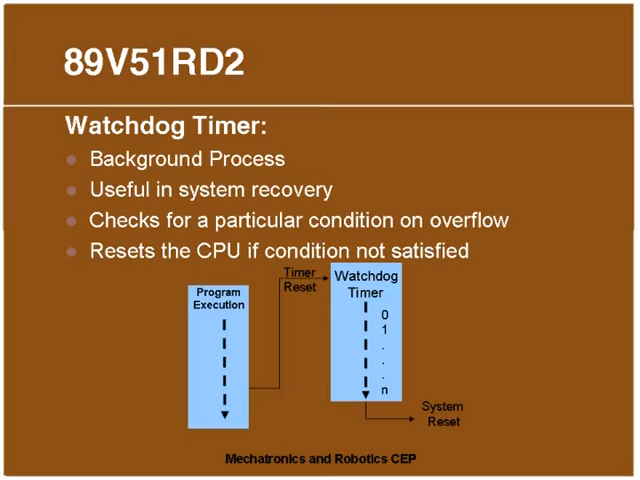 89V51RD2
Watchdog Timer:
Background Process
Useful in system recovery
Checks for a particular condition on overflow
Resets the CPU if condition not satisfied
Program
Execution
Timer
Reset
Watchdog
Timer
0
1
.
.
.
n
System
Reset
Mechatronics and Robotics CEP